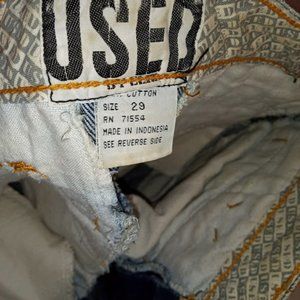 USED
COTTON
SIZE 29
RN 71554
MADE IN INDONESIA
SEE REVERSE SIDE